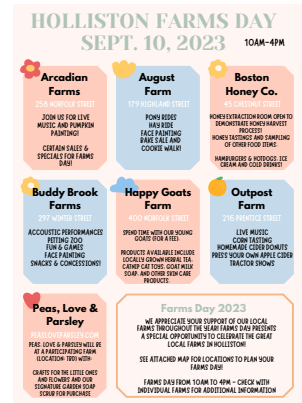 HOLLISTON FARMS DAY
SEPT. 10, 2023
10AM-4PM
Arcadian
Farms
256 NORFOLK STREET
JOIN US FOR LIVE
MUSIC AND PUMPKIN
PAINTING!
CERTAIN SALES &
SPECIALS FOR FARMS
DAY!
August
Farm
179 HIGHLAND STREET
PONY RIDES
HAY RIDE
FACE PAINTING
BAKE SALE AND
COOKIE WALK!
Boston
Honey Co.
45 CHESTNUT STREET
HONEY EXTRACTION ROOM OPEN TO
DEMONSTRATE HONEY HARVEST
PROCESS!
HONEY TASTINGS AND SAMPLING
OF OTHER FOOD ITEMS.
HAMBURGERS & HOTDOGS, ICE
CREAM AND COLD DRINKS!
Buddy Brook
Farms
297 WINTER STREET
ACCOUSTIC PERFORMANCES
PETTING ZOO
FUN & GAMES
FACE PAINTING
SNACKS & CONCESSIONS!
Happy Goats
Farm
400 NORFOLK STREET
SPEND TIME WITH OUR YOUNG
GOATS (FOR A FEE).
PRODUCTS AVAILABLE INCLUDE
LOCALLY GROWN HERBAL TEA,
CATNIP CAT TOYS, GOAT MILK
SOAP, AND OTHER SKIN CARE
PRODUCTS.
Outpost
Farm
216 PRENTICE STREET
LIVE MUSIC
CORN TASTING
HOMEMADE CIDER DONUTS
PRESS YOUR OWN APPLE CIDER
TRACTOR SHOWS
Peas, Love &
Parsley
PEASLOVEPARSLEY.COM
PEAS, LOVE & PARSLEY WILL BE
AT A PARTICIPATING FARM
(LOCATION TBD) WITH:
CRAFTS FOR THE LITTLE ONES
AND FLOWERS AND OUR
SIGNATURE GARDEN SOAP
SCRUB FOR PURCHASE
Farms Day 2023
WE APPRECIATE YOUR SUPPORT OF OUR LOCAL
FARMS THROUGHOUT THE YEAR! FARMS DAY PRESENTS
A SPECIAL OPPORTUNITY TO CELEBRATE THE GREAT
LOCAL FARMS IN HOLLISTON!
SEE ATTACHED MAP FOR LOCATIONS TO PLAN YOUR
FARMS DAY!
FARMS DAY FROM 10AM TO 4PM - CHECK WITH
INDIVIDUAL FARMS FOR ADDITIONAL INFORMATION